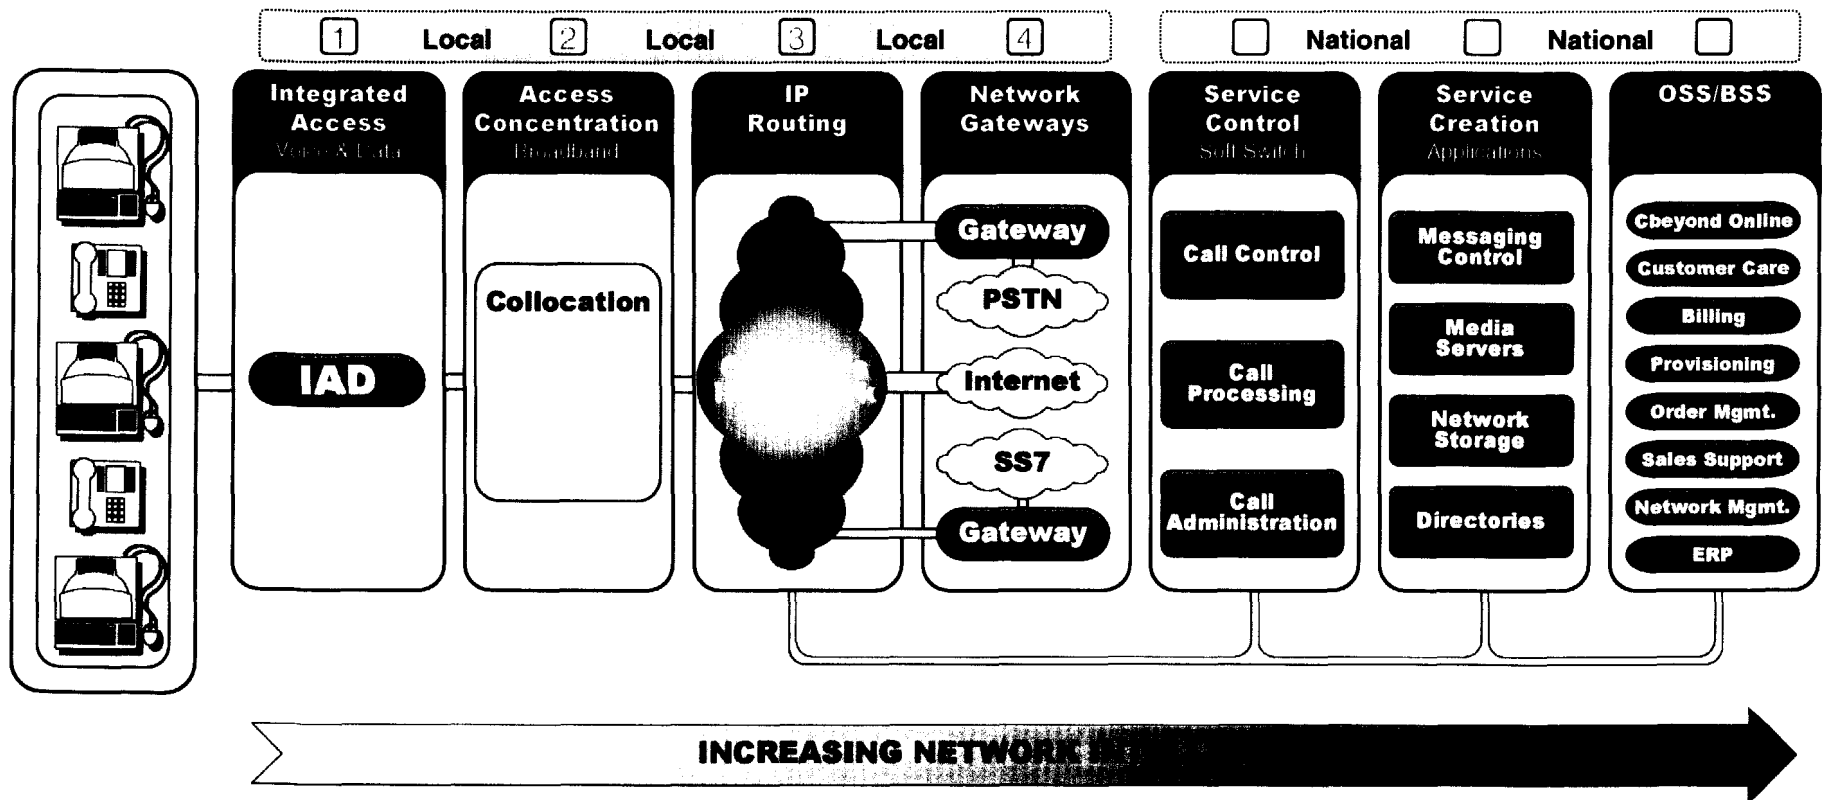 1 Local 2 Local 3 Local 4
National National
Integrated
Access
Voice & Data
Access
Concentration
Broadband
IP
Routing
Network
Gateways
Service
Control
Soft Switch
Service
Creation
Applications
OSS/BSS
IAD
Collocation
Gateway
PSTN
Internet
SS7
Gateway
Call Control
Call
Processing
Call
Administration
Messaging
Control
Media
Servers
Network
Storage
Directories
Cbeyond Online
Customer Care
Billing
Provisioning
Order Mgmt.
Sales Support
Network Mgmt.
ERP
INCREASING NETWORK